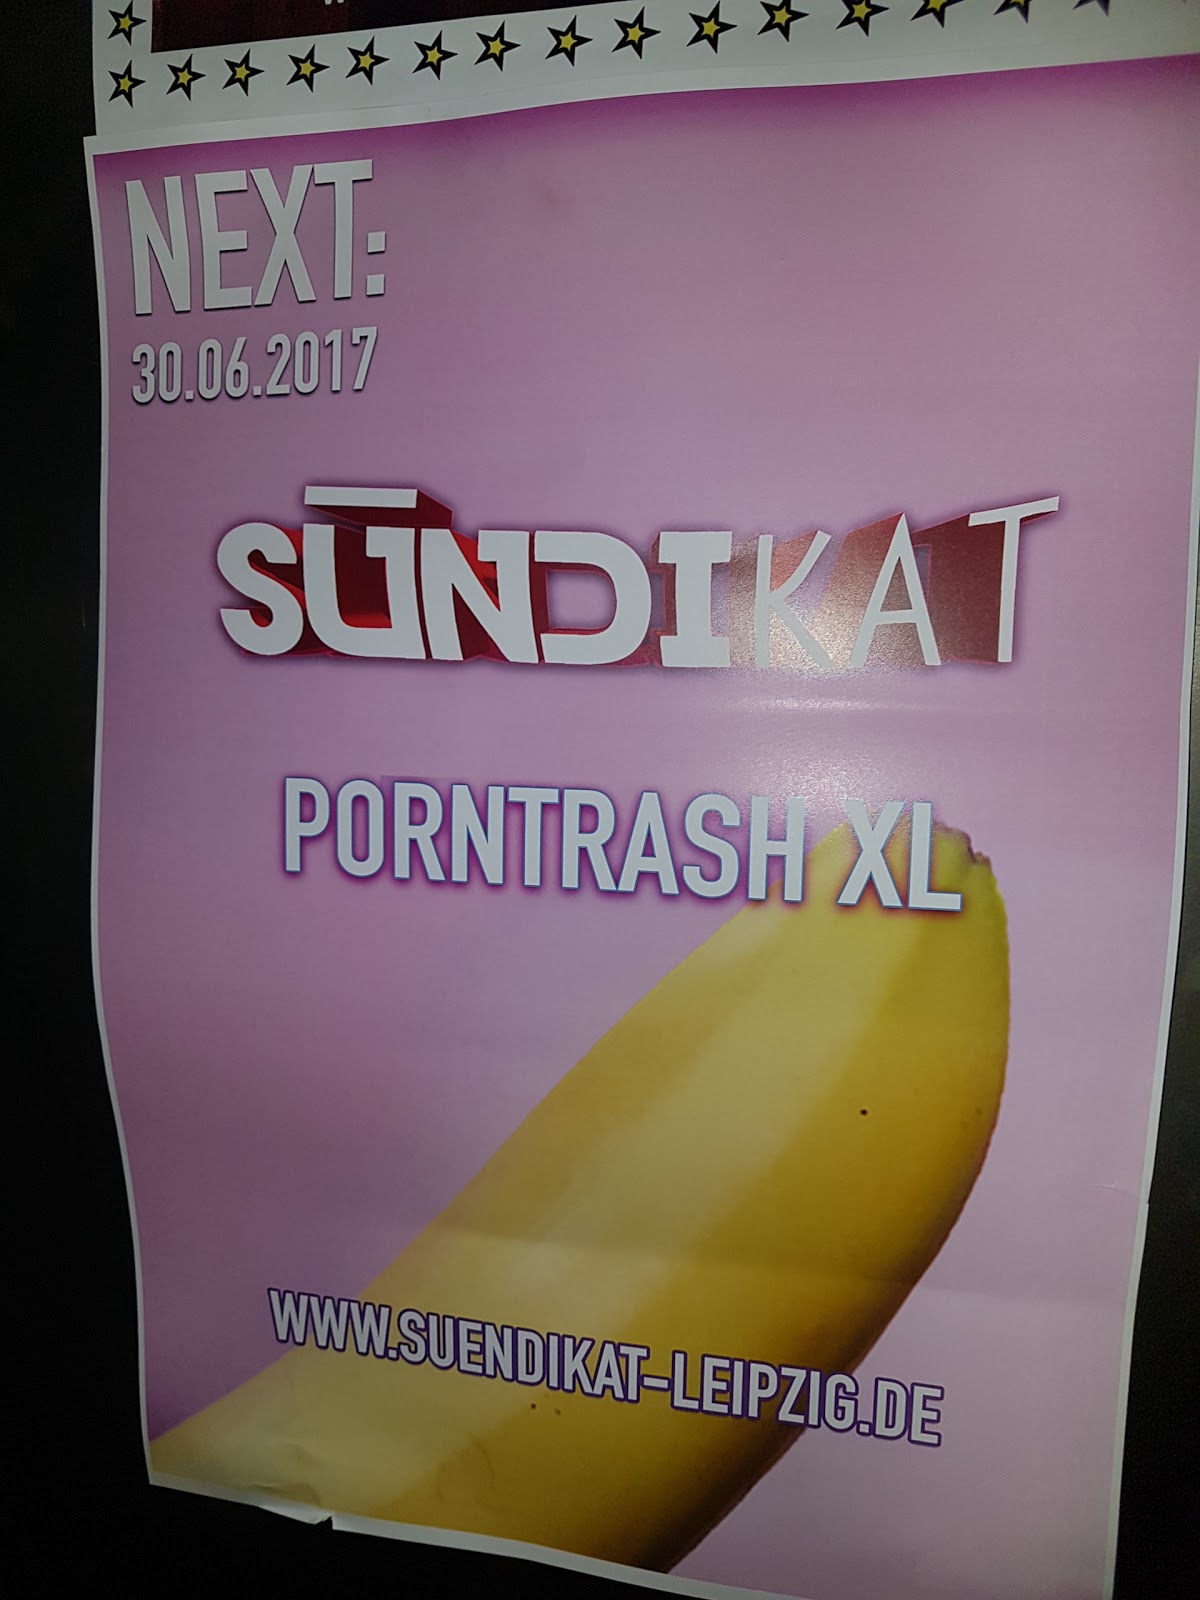 NEXT:
30.06.2017
SŪNDIKAT
PORNTRASH XL
WWW.SUENDIKAT-LEIPZIG.DE